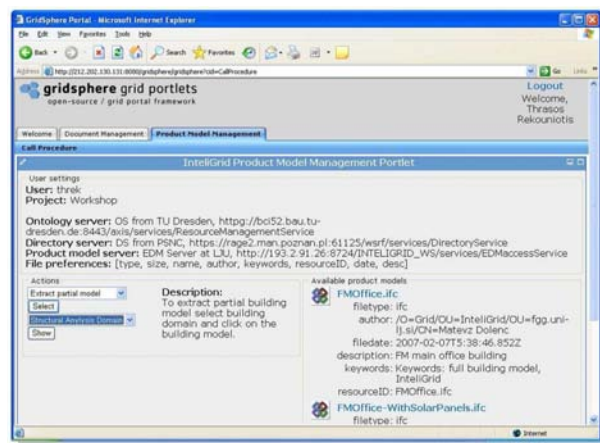 GridSphere Portal - Microsoft Internet Explorer
File Edit View Favorites Tools Help
Back Search Favorites
Address http://212.202.130.131:8080/gridsphere/gridsphere?cid=CallProcedure Go Links
gridsphere grid portlets
open-source / grid portal framework
Logout
Welcome,
Thrasos
Rekouniotis
Welcome Document Management Product Model Management
Call Procedure
InteliGrid Product Model Management Portlet
User settings
User: threk
Project: Workshop
Ontology server: OS from TU Dresden, httpg://bci52.bau.tu-
dresden.de:8443/axis/services/ResourceManagementService
Directory server: DS from PSNC, https://rage2.man.poznan.pl:61125/wsrf/services/DirectoryService
Product model server: EDM Server at LJU, http://193.2.91.26:8724/INTELIGRID_WS/services/EDMaccessService
File preferences: [type, size, name, author, keywords, resourceID, date, desc]
Actions
Extract partial model
Select
Structural Analysis Domain
Show
Description:
To extract partial building
model select building
domain and click on the
building model.
Available product models
FMOffice.ifc
filetype: ifc
author: /O=Grid/OU=InteliGrid/OU=fgg.uni-
lj.si/CN=Matevz Dolenc
filedate: 2007-02-07T5:38:46.852Z
description: FM main office building
keywords: Keywords: full building model,
InteliGrid
resourceID: FMOffice.ifc
FMOffice-WithSolarPanels.ifc
filetype: ifc
Internet